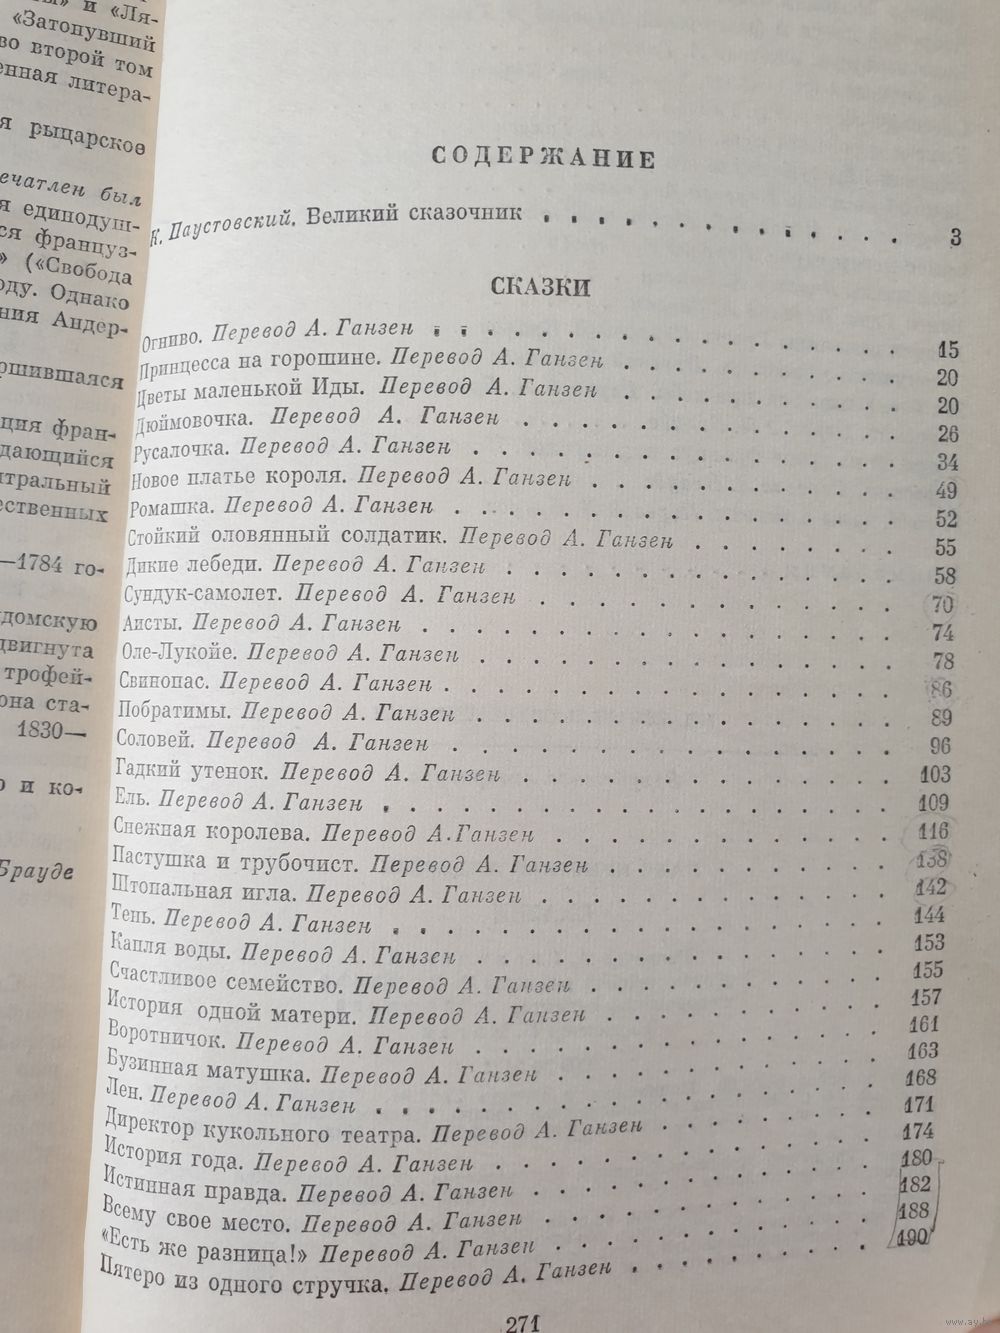 ы» и «Ля-
«Затонувший
во второй том
енная литера-
я рыцарское
ечатлен был
я единодуш-
ся француз-
» («Свобода
оду. Однако
ния Андер-
ршившаяся
ция фран-
дающийся
нтральный
ественных
—1784 го-
ндомскую
двигнута
трофей-
она ста-
1830—
о и ко-
Брауде
СОДЕРЖАНИЕ
К. Паустовский. Великий сказочник . . . . . . . . . . . . . . 3
СКАЗКИ
Огниво. Перевод А. Ганзен . . . . . . . . . . . . . . . . . 15
Принцесса на горошине. Перевод А. Ганзен . . . . . . . . . . . 20
Цветы маленькой Иды. Перевод А. Ганзен . . . . . . . . . . . . 20
Дюймовочка. Перевод А. Ганзен . . . . . . . . . . . . . . . 26
Русалочка. Перевод А. Ганзен . . . . . . . . . . . . . . . . 34
Новое платье короля. Перевод А. Ганзен . . . . . . . . . . . . 49
Ромашка. Перевод А. Ганзен . . . . . . . . . . . . . . . . . 52
Стойкий оловянный солдатик. Перевод А. Ганзен . . . . . . . . 55
Дикие лебеди. Перевод А. Ганзен . . . . . . . . . . . . . . . 58
Сундук-самолет. Перевод А. Ганзен . . . . . . . . . . . . . . 70
Аисты. Перевод А. Ганзен . . . . . . . . . . . . . . . . . . 74
Оле-Лукойе. Перевод А. Ганзен . . . . . . . . . . . . . . . . 78
Свинопас. Перевод А. Ганзен . . . . . . . . . . . . . . . . . 86
Побратимы. Перевод А. Ганзен . . . . . . . . . . . . . . . . 89
Соловей. Перевод А. Ганзен . . . . . . . . . . . . . . . . . 96
Гадкий утенок. Перевод А. Ганзен . . . . . . . . . . . . . . 103
Ель. Перевод А. Ганзен . . . . . . . . . . . . . . . . . . . 109
Снежная королева. Перевод А.Ганзен . . . . . . . . . . . . . 116
Пастушка и трубочист. Перевод А. Ганзен . . . . . . . . . . . 138
Штопальная игла. Перевод А. Ганзен . . . . . . . . . . . . . 142
Тень. Перевод А. Ганзен . . . . . . . . . . . . . . . . . . . 144
Капля воды. Перевод А. Ганзен . . . . . . . . . . . . . . . . 153
Счастливое семейство. Перевод А. Ганзен . . . . . . . . . . . 155
История одной матери. Перевод А. Ганзен . . . . . . . . . . . 157
Воротничок. Перевод А. Ганзен . . . . . . . . . . . . . . . . 161
Бузинная матушка. Перевод А. Ганзен . . . . . . . . . . . . . 163
Лен. Перевод А. Ганзен . . . . . . . . . . . . . . . . . . . 168
Директор кукольного театра. Перевод А. Ганзен . . . . . . . . 171
История года. Перевод А. Ганзен . . . . . . . . . . . . . . . 174
Истинная правда. Перевод А. Ганзен . . . . . . . . . . . . . 180
Всему свое место. Перевод А. Ганзен . . . . . . . . . . . . . 182
«Есть же разница!» Перевод А. Ганзен . . . . . . . . . . . . 188
Пятеро из одного стручка. Перевод А. Ганзен . . . . . . . . . 190
271